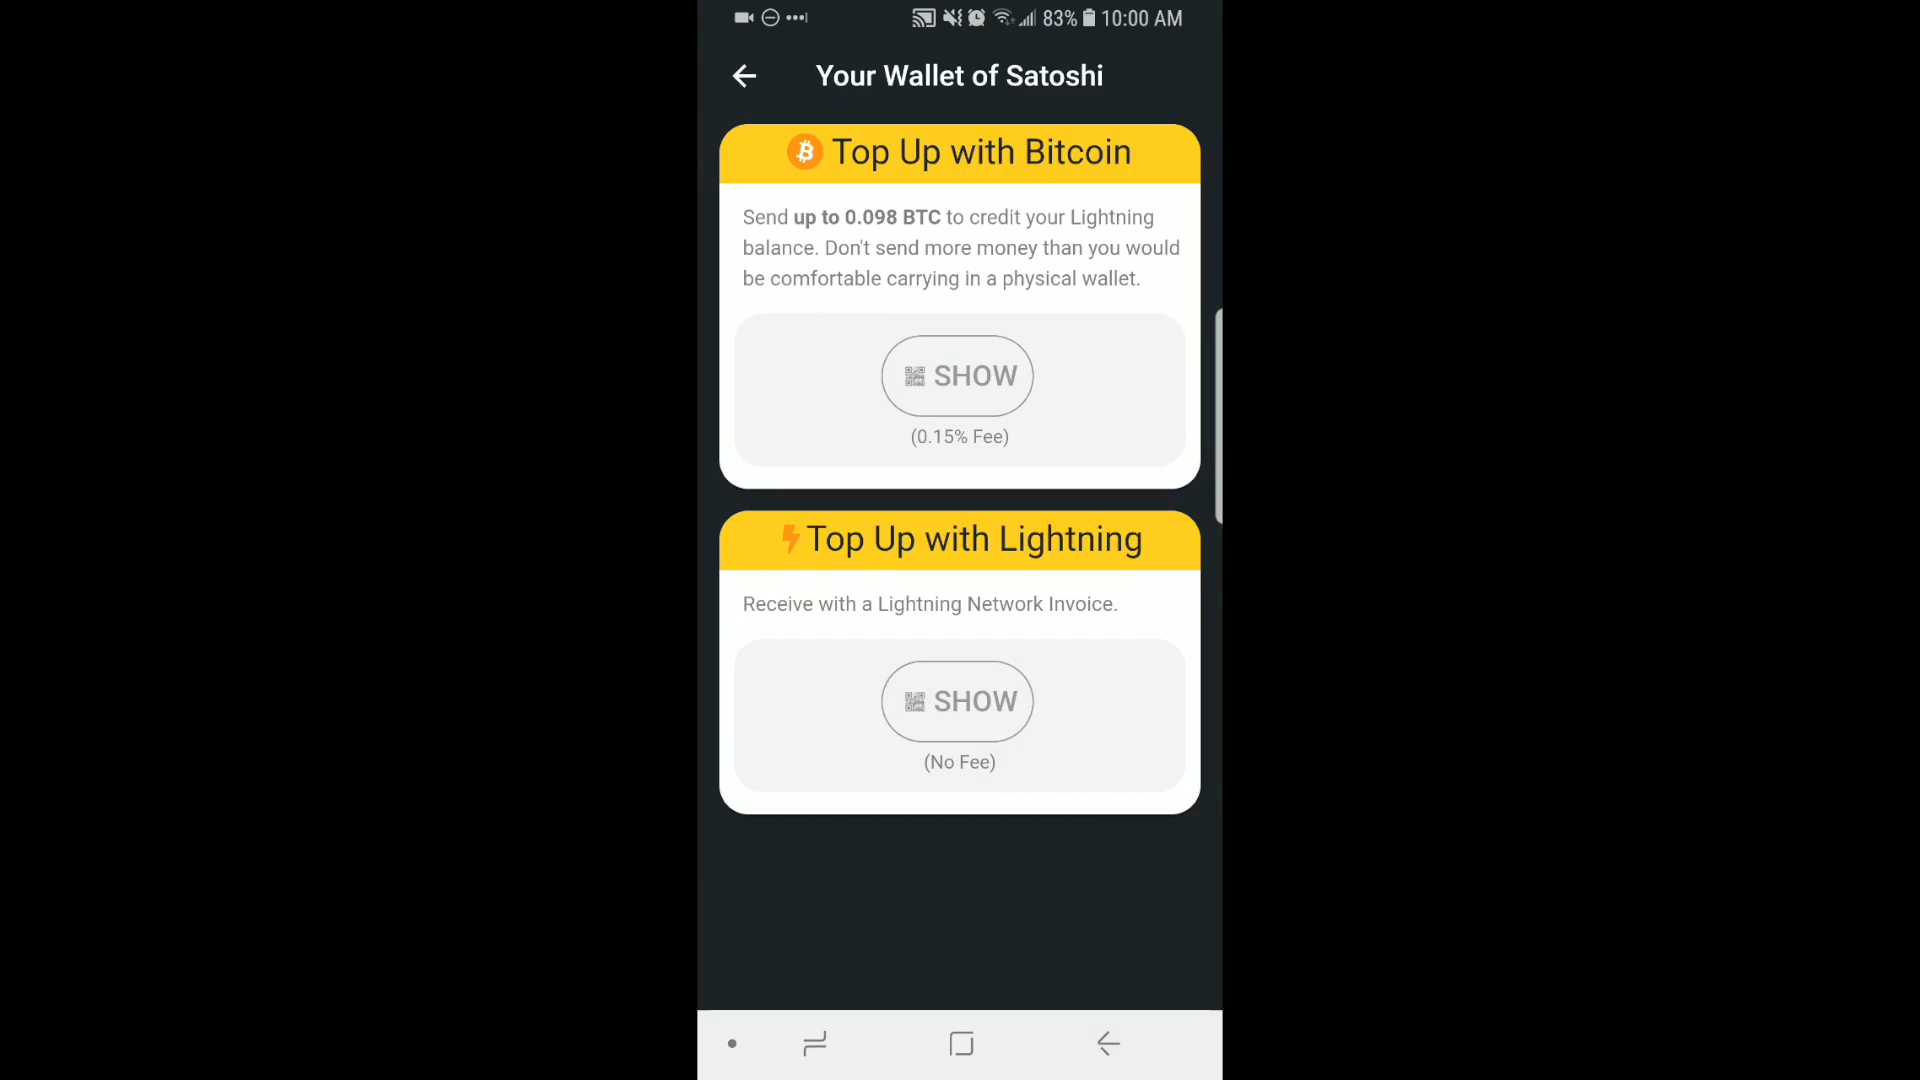 83% 10:00 AM
Your Wallet of Satoshi
Top Up with Bitcoin
Send up to 0.098 BTC to credit your Lightning
balance. Don't send more money than you would
be comfortable carrying in a physical wallet.
SHOW
(0.15% Fee)
Top Up with Lightning
Receive with a Lightning Network Invoice.
SHOW
(No Fee)